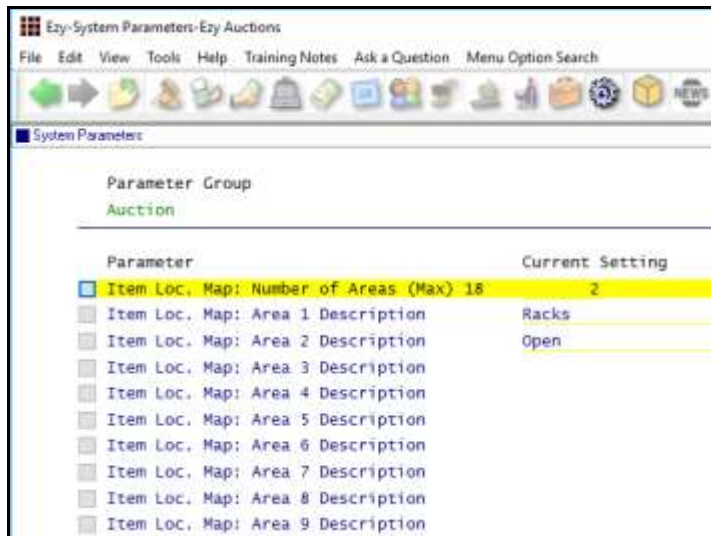 Ezy-System Parameters-Ezy Auctions
File Edit View Tools Help Training Notes Ask a Question Menu Option Search
NEWS
System Parameters
Parameter Group
Auction
Parameter Current Setting
Item Loc. Map: Number of Areas (Max) 18 2
Item Loc. Map: Area 1 Description Racks
Item Loc. Map: Area 2 Description Open
Item Loc. Map: Area 3 Description
Item Loc. Map: Area 4 Description
Item Loc. Map: Area 5 Description
Item Loc. Map: Area 6 Description
Item Loc. Map: Area 7 Description
Item Loc. Map: Area 8 Description
Item Loc. Map: Area 9 Description